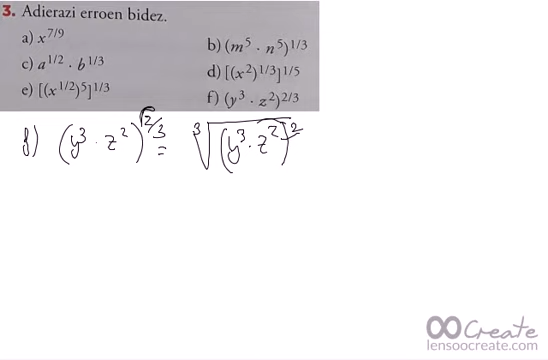 3. Adierazi erroen bidez.
a) x^{7/9}
b) (m^5 · n^5)^{1/3}
c) a^{1/2} · b^{1/3}
d) [(x^2)^{1/3}]^{1/5}
e) [(x^{1/2})^5]^{1/3}
f) (y^3 · z^2)^{2/3}
f) (y^3 · z^2)^{2/3} = ∛(y^3 · z^2)^2
Create
lensoocreate.com